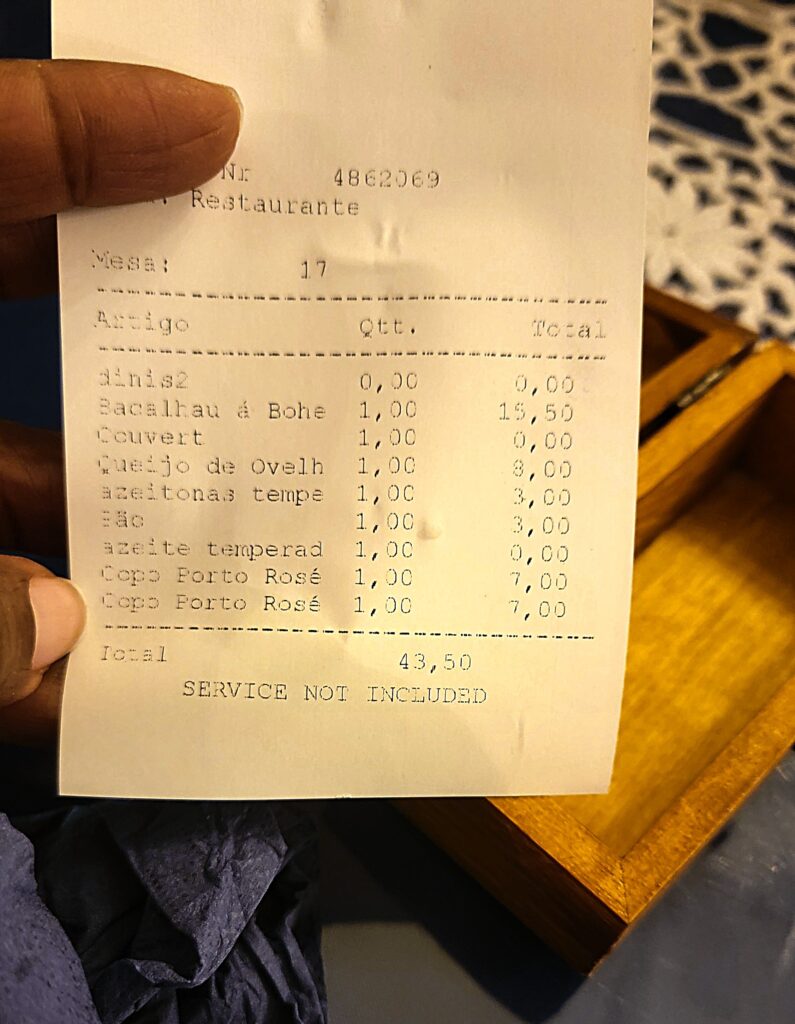 Nr 4862069
: Restaurante
Mesa: 17
Artigo Qtt. Total
dinis2 0,00 0,00
Bacalhau á Bohe 1,00 15,50
Couvert 1,00 0,00
Queijo de Ovelh 1,00 8,00
azeitonas tempe 1,00 3,00
Pão 1,00 3,00
azeite temperad 1,00 0,00
Copo Porto Rosé 1,00 7,00
Copo Porto Rosé 1,00 7,00
Total 43,50
SERVICE NOT INCLUDED